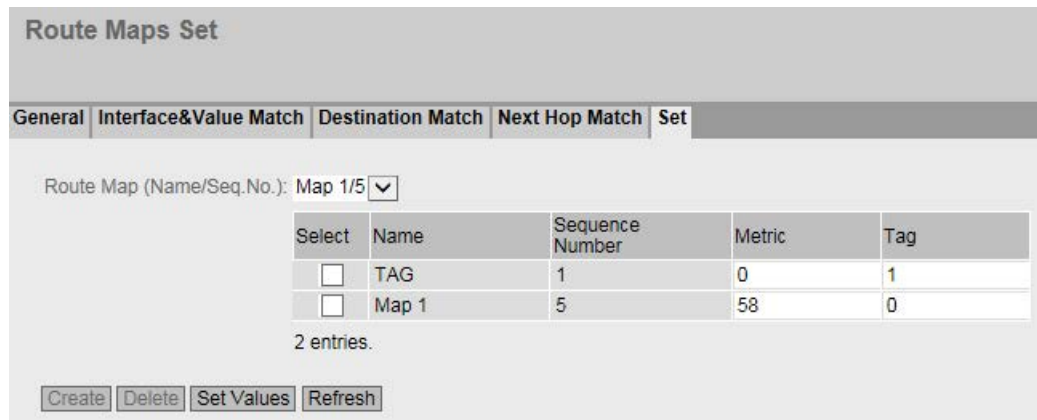 Route Maps Set
General Interface&Value Match Destination Match Next Hop Match Set
Route Map (Name/Seq.No.): Map 1/5
Select Name Sequence Number Metric Tag
TAG 1 0 1
Map 1 5 58 0
2 entries.
Create Delete Set Values Refresh